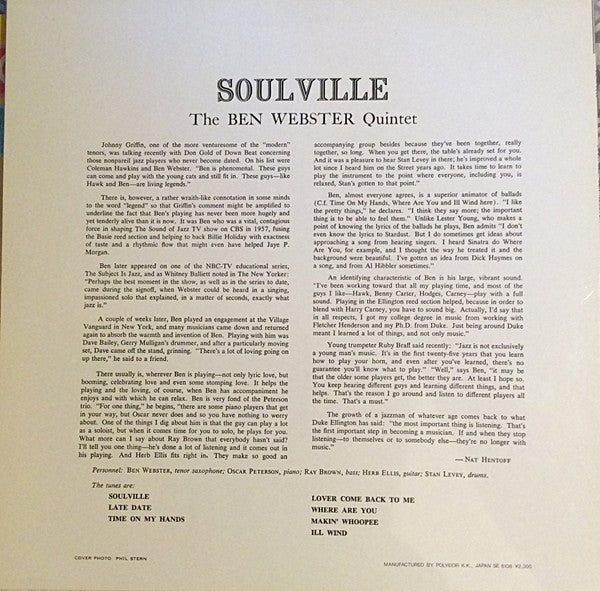 SOULVILLE
The BEN WEBSTER Quintet
Johnny Griffin, one of the more venturesome of the "modern"
tenors, was talking recently with Don Gold of Down Beat concerning
those nonpareil jazz players who never become dated. On his list were
Coleman Hawkins and Ben Webster. "Ben is phenomenal. These guys
can come and play with the young cats and still fit in. These guys—like
Hawk and Ben—are living legends."
There is, however, a rather wraith-like connotation in some minds
to the word "legend" so that Griffin's comment might be amplified to
underline the fact that Ben's playing has never been more hugely and
yet tenderly alive than it is now. It was Ben who was a vital, contagious
force in shaping The Sound of Jazz TV show on CBS in 1957, fusing
the Basie reed section and helping to back Billie Holiday with exactness
of taste and a rhythmic flow that might even have helped Jaye P.
Morgan.
Ben later appeared on one of the NBC-TV educational series,
The Subject Is Jazz, and as Whitney Balliett noted in The New Yorker:
"Perhaps the best moment in the show, as well as in the series to date,
came during the signoff, when Webster could be heard in a singing,
impassioned solo that explained, in a matter of seconds, exactly what
jazz is."
A couple of weeks later, Ben played an engagement at the Village
Vanguard in New York, and many musicians came down and returned
again to absorb the warmth and invention of Ben. Playing with him was
Dave Bailey, Gerry Mulligan's drummer, and after a particularly moving
set, Dave came off the stand, grinning. "There's a lot of loving going on
up there," he said to a friend.
There usually is, wherever Ben is playing—not only lyric love, but
booming, celebrating love and even some stomping love. It helps the
playing and the loving, of course, when Ben has accompaniment he
enjoys and with which he can relax. Ben is very fond of the Peterson
trio. "For one thing," he begins, "there are some piano players that get
in your way, but Oscar never does and so you have nothing to worry
about. One of the things I dig about him is that the guy can play a lot
as a soloist, but when it comes time for you to solo, he plays for you.
What more can I say about Ray Brown that everybody hasn't said?
I'll tell you one thing—he's done a lot of listening and it comes out in
his playing. And Herb Ellis fits right in. They make so good an
accompanying group besides because they've been together, really
together, so long. When you get there, the table's already set for you.
And it was a pleasure to hear Stan Levey in there; he's improved a whole
lot since I heard him on the Street years ago. It takes time to learn to
play the instrument to the point where everyone, including you, is
relaxed, Stan's gotten to that point."
Ben, almost everyone agrees, is a superior animator of ballads
(C.f. Time On My Hands, Where Are You and Ill Wind here). "I like
the pretty things," he declares. "I think they say more; the important
thing is to be able to feel them." Unlike Lester Young, who makes a
point of knowing the lyrics of the ballads he plays, Ben admits "I don't
even know the lyrics to Stardust. But I do sometimes get ideas about
approaching a song from hearing singers. I heard Sinatra do Where
Are You, for example, and I thought the way he treated it and the
background were beautiful. I've gotten an idea from Dick Haymes on
a song, and from Al Hibbler sometimes."
An identifying characteristic of Ben is his large, vibrant sound.
"I've been working toward that all my playing time, and most of the
guys I like—Hawk, Benny Carter, Hodges, Carney—play with a full
sound. Playing in the Ellington reed section helped, because in order to
blend with Harry Carney, you have to sound big. Actually, I'd say that
in all respects, I got my college degree in music from working with
Fletcher Henderson and my Ph.D. from Duke. Just being around Duke
meant I learned a lot of things, and not only music."
Young trumpeter Ruby Braff said recently: "Jazz is not exclusively
a young man's music. It's in the first twenty-five years that you learn
how to play your horn, and even after you've learned, there's no
guarantee you'll know what to play." "Well," says Ben, "it may be
that the older some players get, the better they are. At least I hope so.
You keep hearing different guys and learning different things, and that
helps. That's the reason I go around and listen to different players all
the time. That's a must."
The growth of a jazzman of whatever age comes back to what
Duke Ellington has said: "the most important thing is listening. That's
the first important step in becoming a musician. If and when they stop
listening—to themselves or to somebody else—they're no longer with
music."
—NAT HENTOFF
Personnel: BEN WEBSTER, tenor saxophone; OSCAR PETERSON, piano; RAY BROWN, bass; HERB ELLIS, guitar; STAN LEVEY, drums.
The tunes are:
SOULVILLE
LATE DATE
TIME ON MY HANDS
LOVER COME BACK TO ME
WHERE ARE YOU
MAKIN' WHOOPEE
ILL WIND
COVER PHOTO: PHIL STERN
MANUFACTURED BY POLYDOR K.K., JAPAN SE 8108 ¥2,300